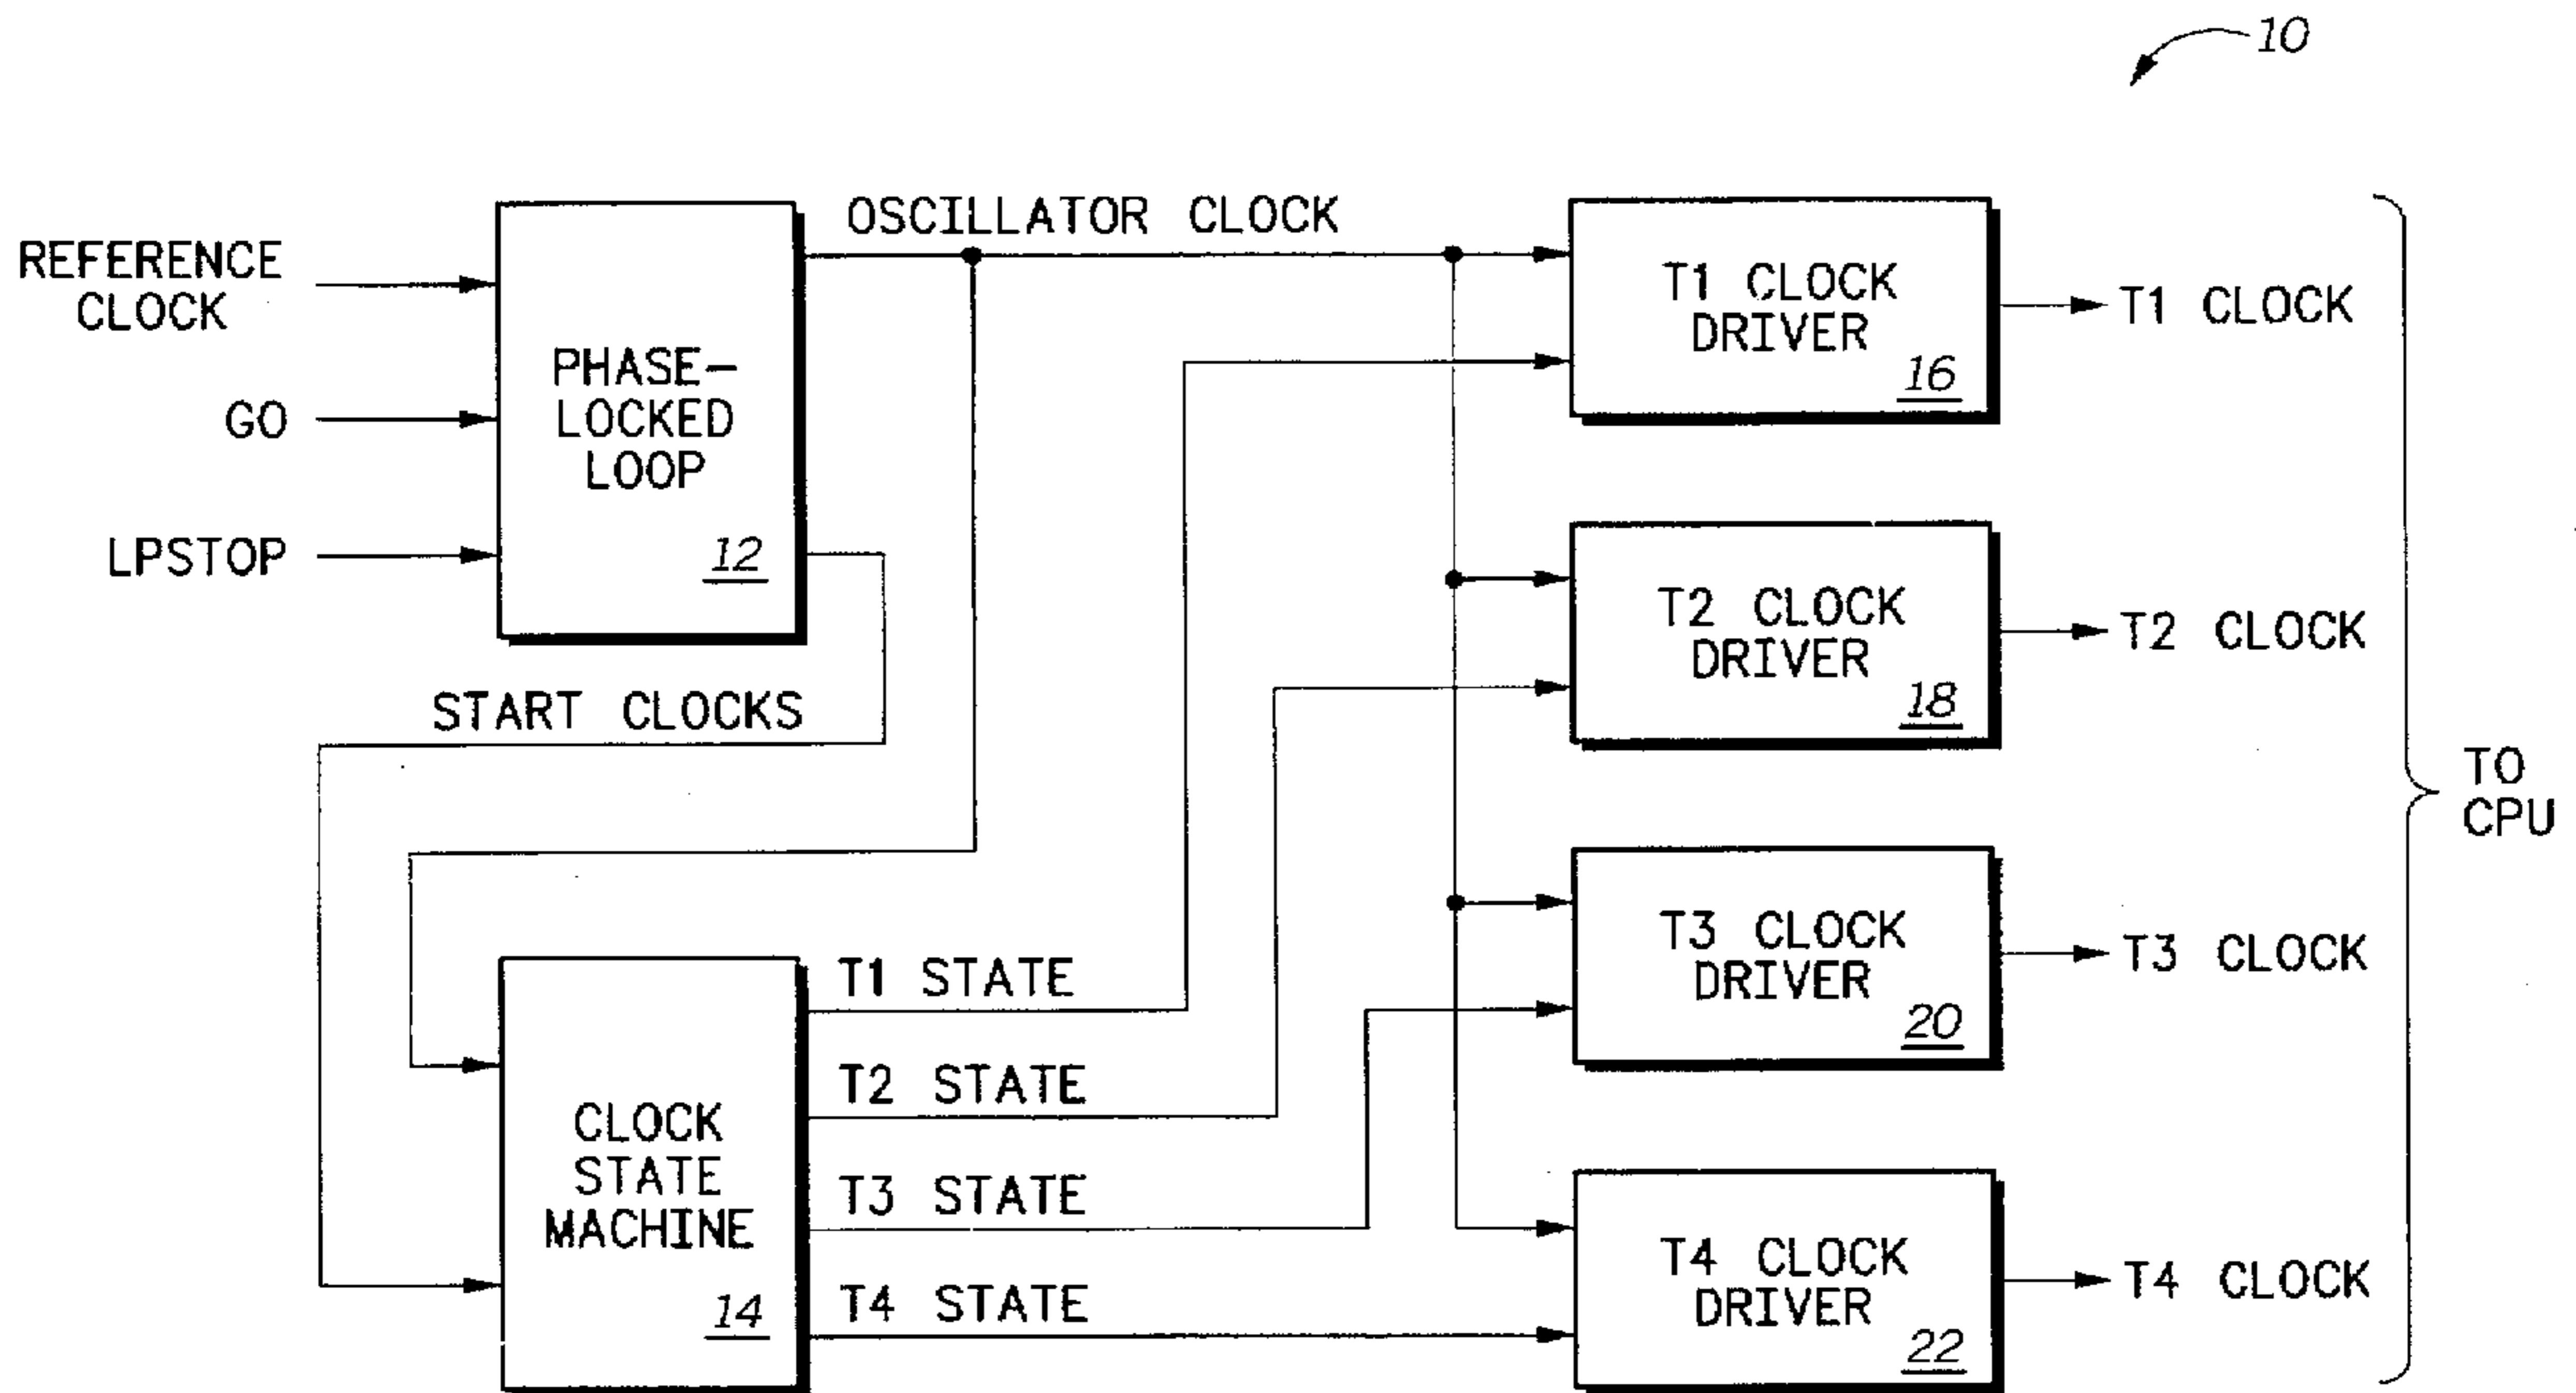 10
REFERENCE
CLOCK
GO
LPSTOP
PHASE-
LOCKED
LOOP
12
OSCILLATOR CLOCK
START CLOCKS
CLOCK
STATE
MACHINE
14
T1 STATE
T2 STATE
T3 STATE
T4 STATE
T1 CLOCK
DRIVER
16
T2 CLOCK
DRIVER
18
T3 CLOCK
DRIVER
20
T4 CLOCK
DRIVER
22
T1 CLOCK
T2 CLOCK
T3 CLOCK
T4 CLOCK
TO
CPU